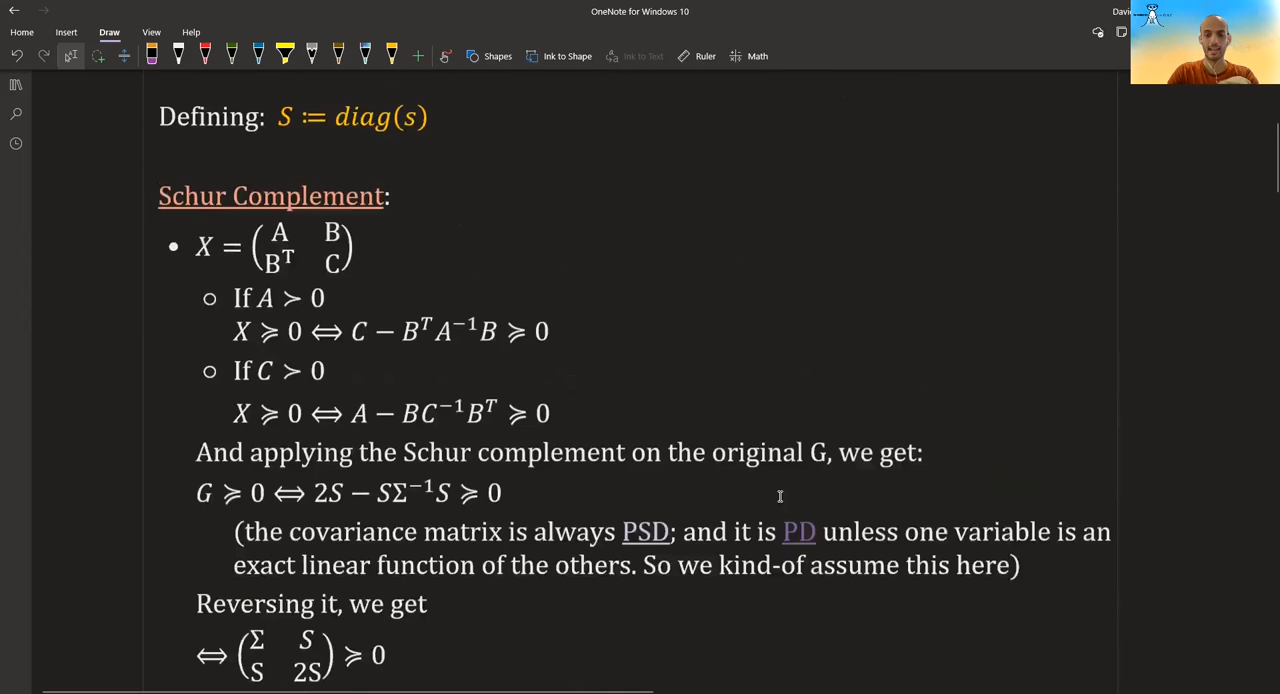 OneNote for Windows 10
Home Insert Draw View Help
Shapes Ink to Shape Ink to Text Ruler Math
Defining: S ≔ diag(s)
Schur Complement:
• X = (A B
Bᵀ C)
○ If A ≻ 0
X ≽ 0 ⟺ C − BᵀA⁻¹B ≽ 0
○ If C ≻ 0
X ≽ 0 ⟺ A − BC⁻¹Bᵀ ≽ 0
And applying the Schur complement on the original G, we get:
G ≽ 0 ⟺ 2S − SΣ⁻¹S ≽ 0
(the covariance matrix is always PSD; and it is PD unless one variable is an
exact linear function of the others. So we kind-of assume this here)
Reversing it, we get
⟺ (Σ S
S 2S) ≽ 0